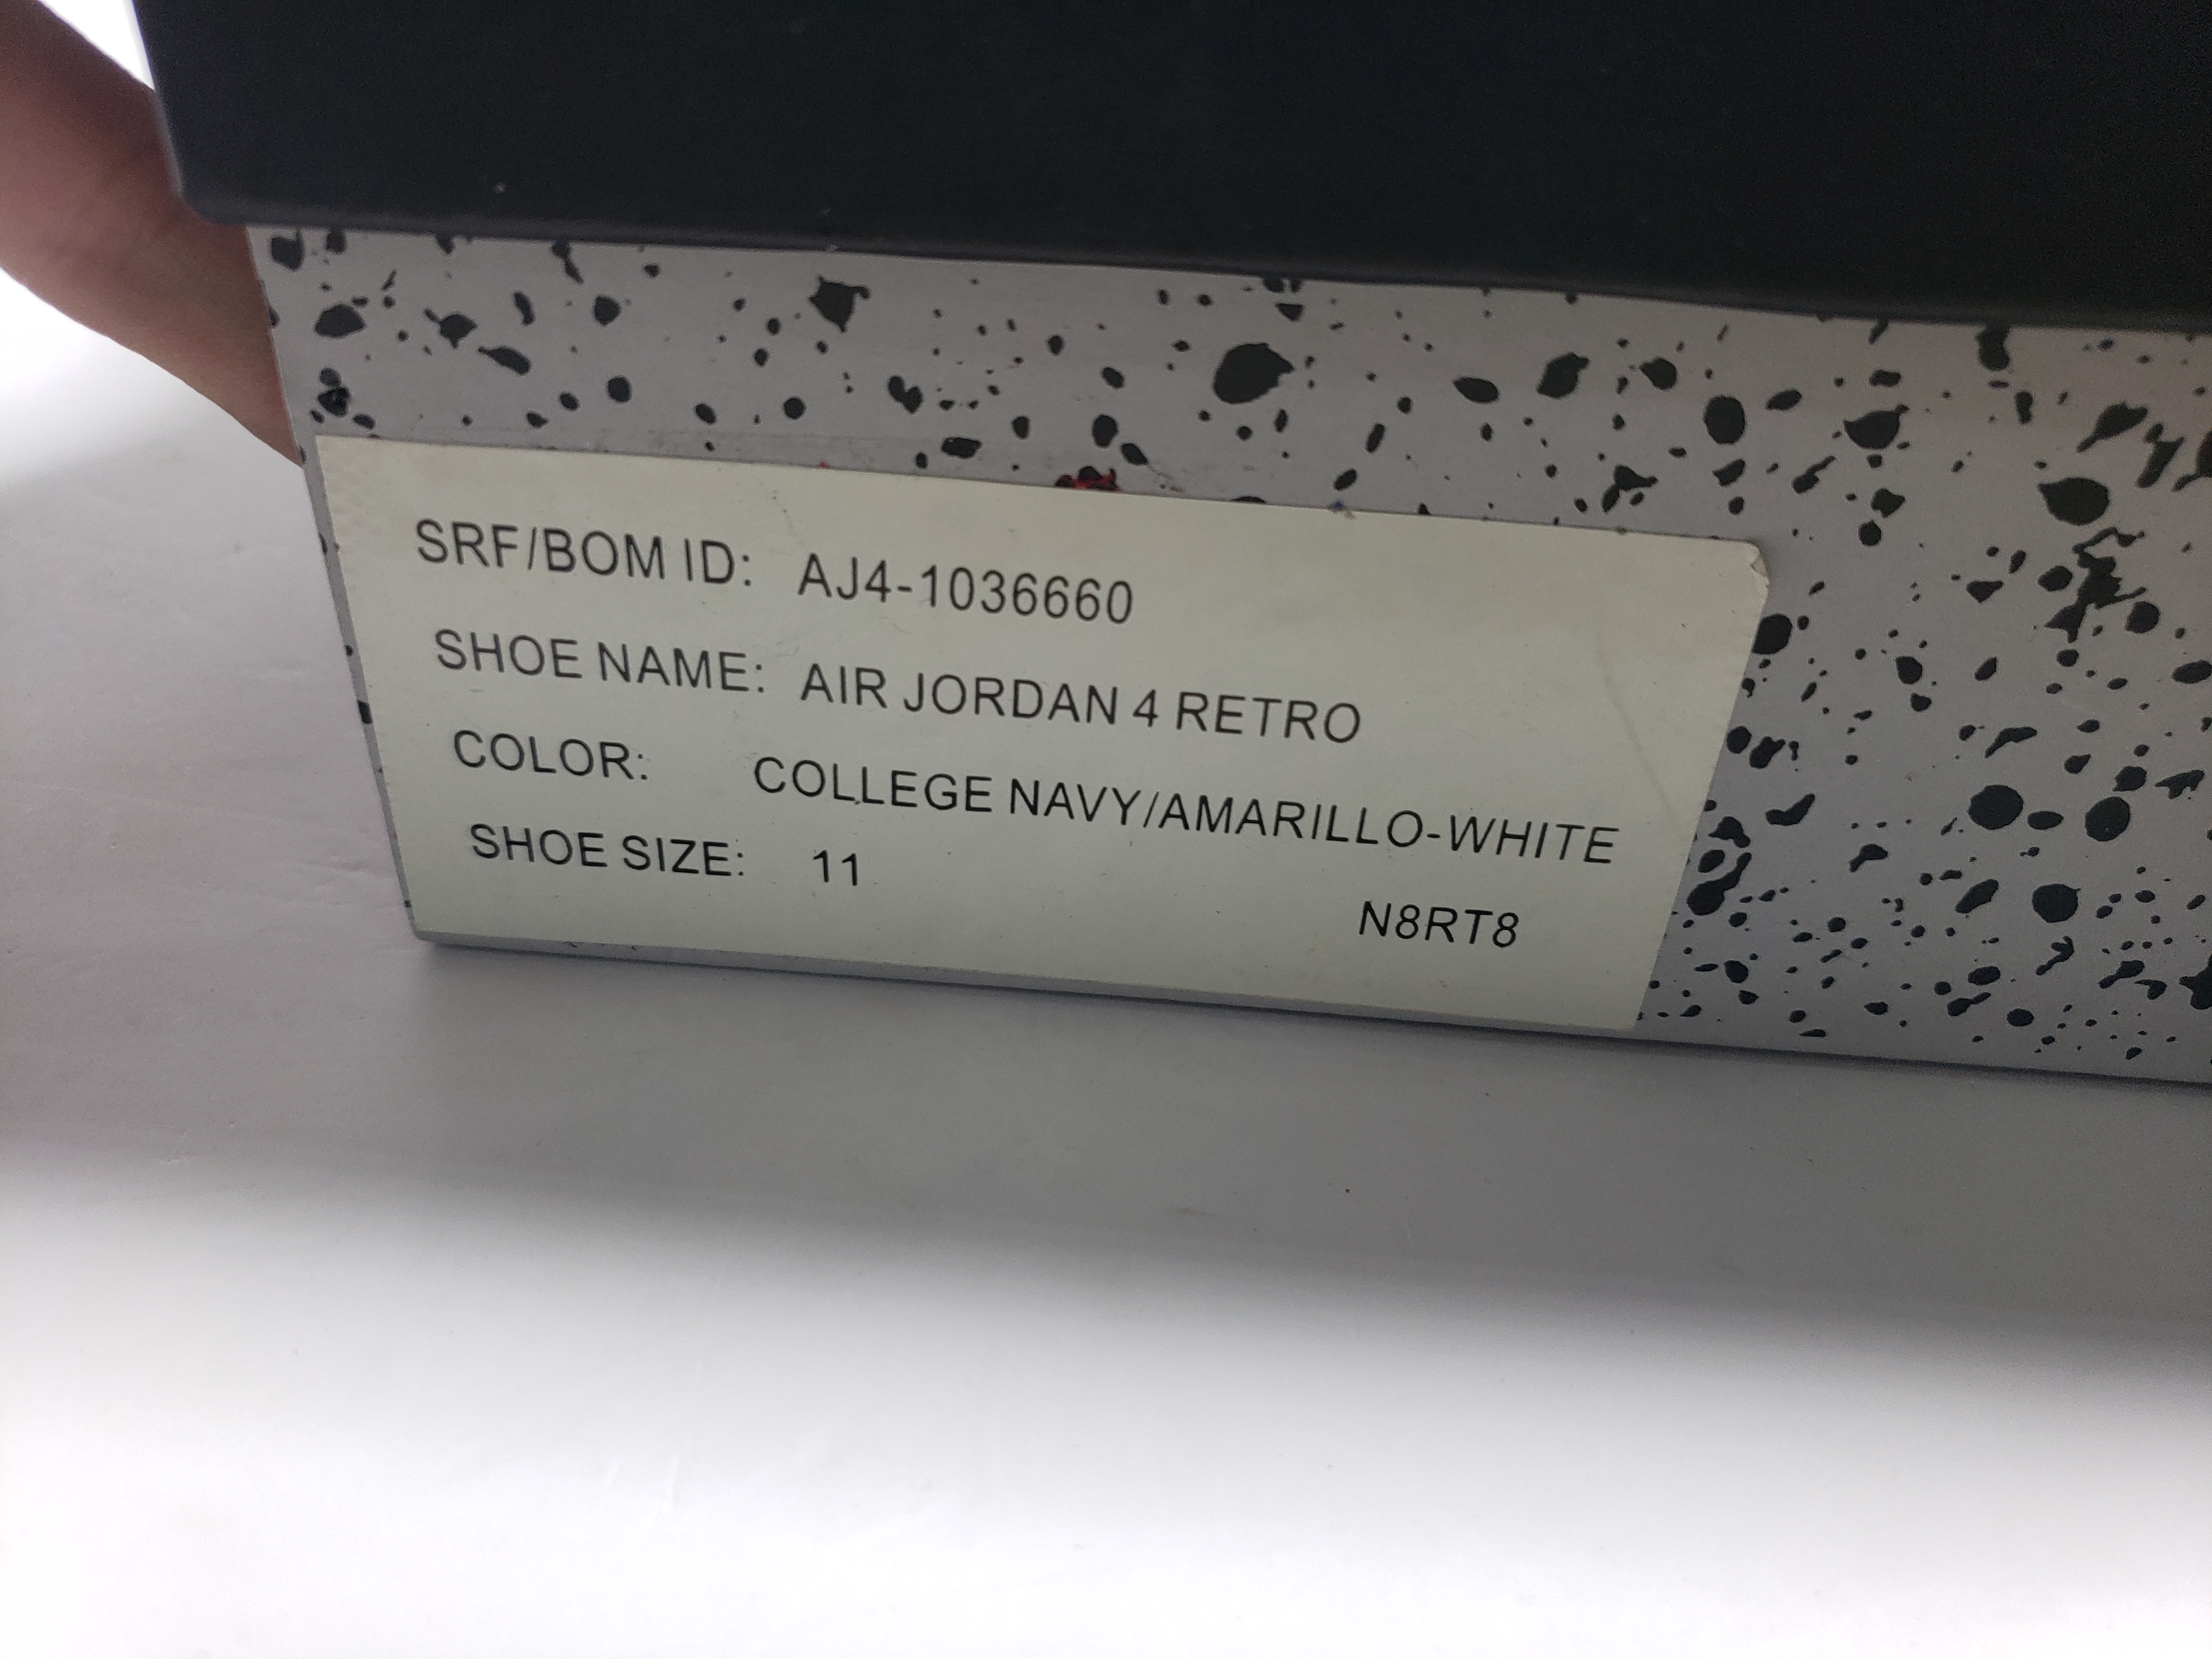 SRF/BOM ID: AJ4-1036660
SHOE NAME: AIR JORDAN 4 RETRO
COLOR: COLLEGE NAVY/AMARILLO-WHITE
SHOE SIZE: 11
N8RT8